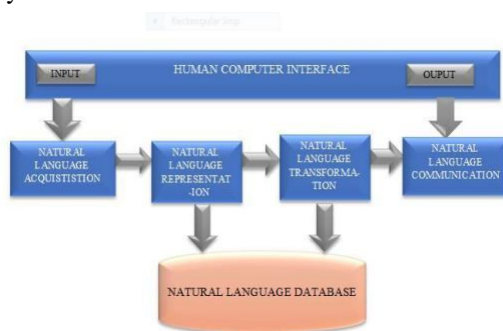 y
Rectangular Snip
INPUT
HUMAN COMPUTER INTERFACE
OUPUT
NATURAL
LANGUAGE
ACQUISTISTION
NATURAL
LANGUAGE
REPRESENTAT
-ION
NATURAL
LANGUAGE
TRANSFORMA-
TION
NATURAL
LANGUAGE
COMMUNICATION
NATURAL LANGUAGE DATABASE